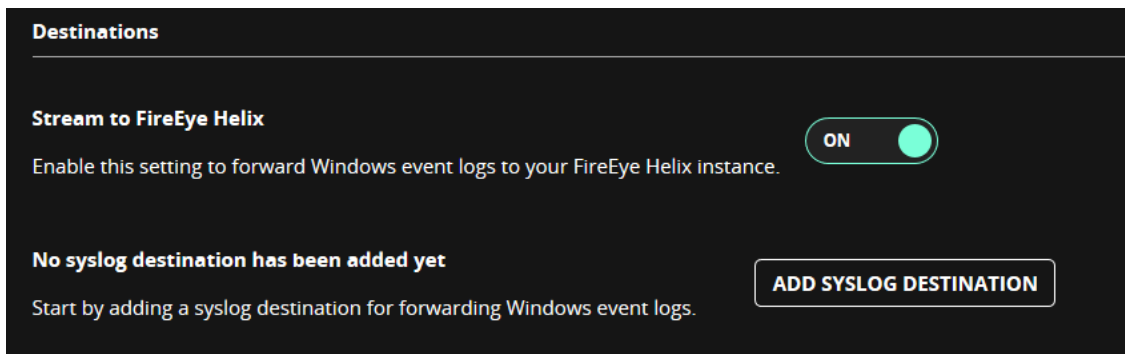 Destinations
Stream to FireEye Helix
ON
Enable this setting to forward Windows event logs to your FireEye Helix instance.
No syslog destination has been added yet
ADD SYSLOG DESTINATION
Start by adding a syslog destination for forwarding Windows event logs.